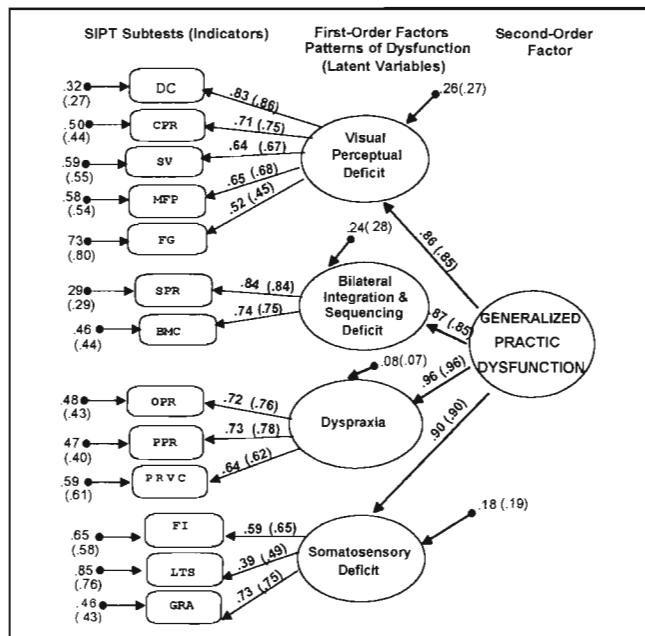 SIPT Subtests (Indicators)
First-Order Factors
Patterns of Dysfunction
(Latent Variables)
Second-Order
Factor
.32
(.27)
DC
.83 (.86)
.50
(.44)
CPR
.71 (.75)
.59
(.55)
SV
.64 (.67)
.58
(.54)
MFP
.65 (.68)
.73
(.80)
FG
.52 (.45)
Visual
Perceptual
Deficit
.26(.27)
.86 (.85)
.29
(.29)
SPR
.84 (.84)
.46
(.44)
BMC
.74 (.75)
Bilateral
Integration &
Sequencing
Deficit
.24(.28)
.87 (.85)
GENERALIZED
PRACTIC
DYSFUNCTION
.48
(.43)
OPR
.72 (.76)
.47
(.40)
PPR
.73 (.78)
.59
(.61)
PRVC
.64 (.62)
Dyspraxia
.08(.07)
.96 (.96)
.65
(.58)
FI
.59 (.65)
.85
(.76)
LTS
.39 (.49)
.46
(.43)
GRA
.73 (.75)
Somatosensory
Deficit
.18 (.19)
.90 (.90)